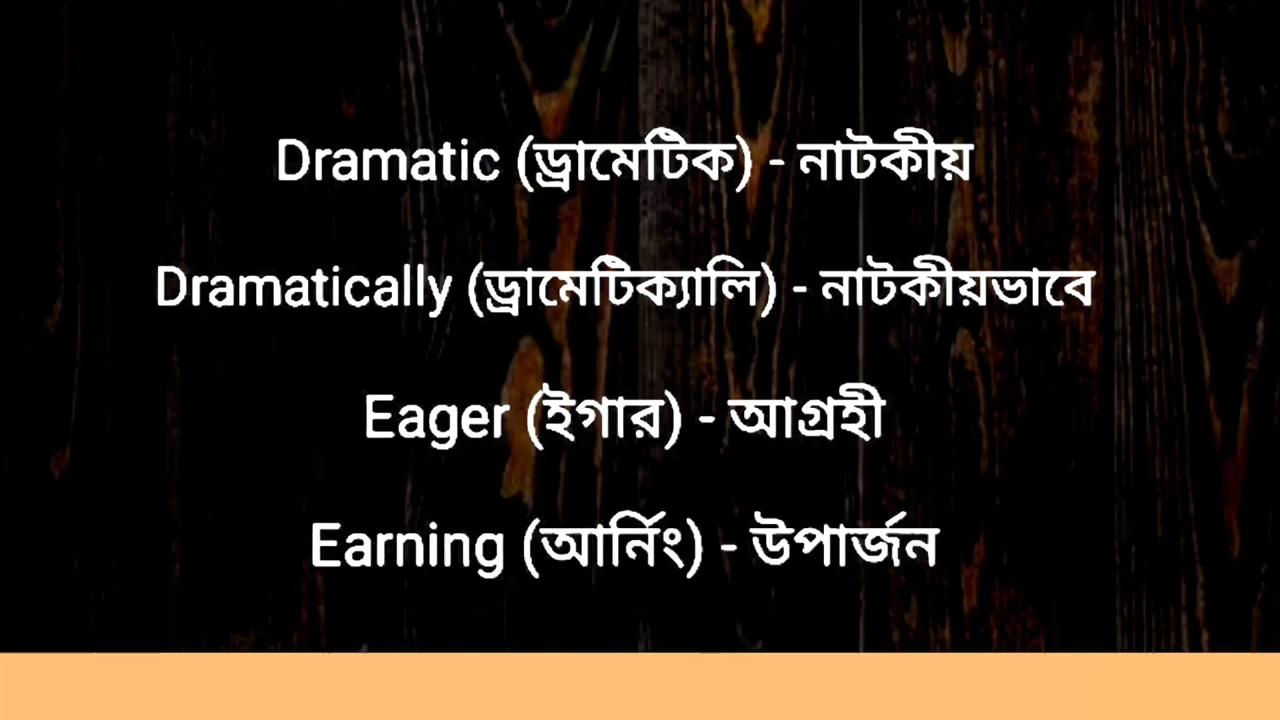 Dramatic (ড্রামেটিক) - নাটকীয়
Dramatically (ড্রামেটিক্যালি) - নাটকীয়ভাবে
Eager (ইগার) - আগ্রহী
Earning (আর্নিং) - উপার্জন